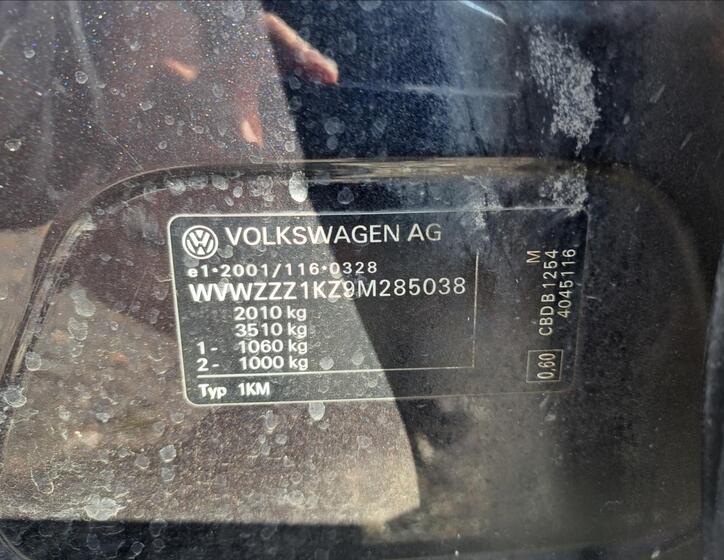 VOLKSWAGEN AG
e1•2001/116•0328
WVWZZZ1KZ9M285038
2010 kg
3510 kg
1- 1060 kg
2- 1000 kg
Typ 1KM
M
CBDB1254
4045116
0.60